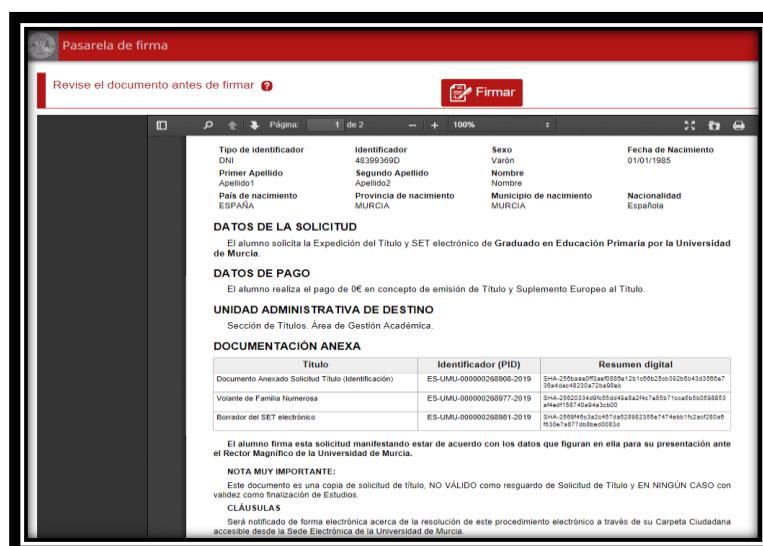 Pasarela de firma
Revise el documento antes de firmar ?
Firmar
Página: 1 de 2 100%
Tipo de identificador Identificador Sexo Fecha de Nacimiento
DNI 48399369D Varón 01/01/1985
Primer Apellido Segundo Apellido Nombre
Apellido1 Apellido2 Nombre
País de nacimiento Provincia de nacimiento Municipio de nacimiento Nacionalidad
ESPAÑA MURCIA MURCIA Española
DATOS DE LA SOLICITUD
El alumno solicita la Expedición del Título y SET electrónico de Graduado en Educación Primaria por la Universidad
de Murcia.
DATOS DE PAGO
El alumno realiza el pago de 0€ en concepto de emisión de Título y Suplemento Europeo al Título.
UNIDAD ADMINISTRATIVA DE DESTINO
Sección de Títulos. Área de Gestión Académica.
DOCUMENTACIÓN ANEXA
Título Identificador (PID) Resumen digital
Documento Anexado Solicitud Título (Identificación) ES-UMU-000000268908-2019
Volante de Familia Numerosa ES-UMU-000000268977-2019
Borrador del SET electrónico ES-UMU-000000268981-2019
El alumno firma esta solicitud manifestando estar de acuerdo con los datos que figuran en ella para su presentación ante
el Rector Magnífico de la Universidad de Murcia.
NOTA MUY IMPORTANTE:
Este documento es una copia de solicitud de título, NO VÁLIDO como resguardo de Solicitud de Título y EN NINGÚN CASO con
validez como finalización de Estudios.
CLÁUSULAS
Será notificado de forma electrónica acerca de la resolución de este procedimiento electrónico a través de su Carpeta Ciudadana
accesible desde la Sede Electrónica de la Universidad de Murcia.